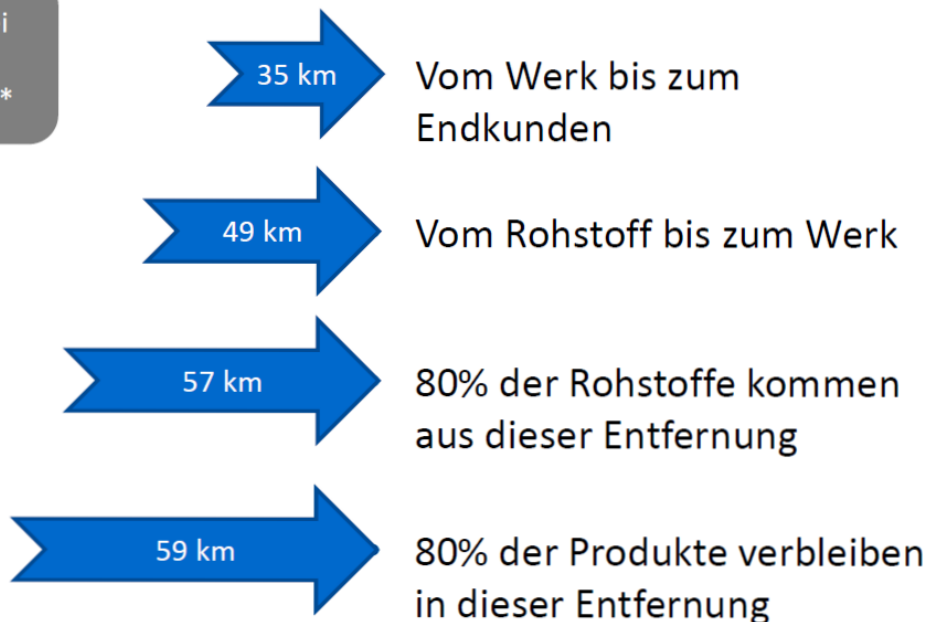 i
*
35 km
Vom Werk bis zum
Endkunden
49 km
Vom Rohstoff bis zum Werk
57 km
80% der Rohstoffe kommen
aus dieser Entfernung
59 km
80% der Produkte verbleiben
in dieser Entfernung